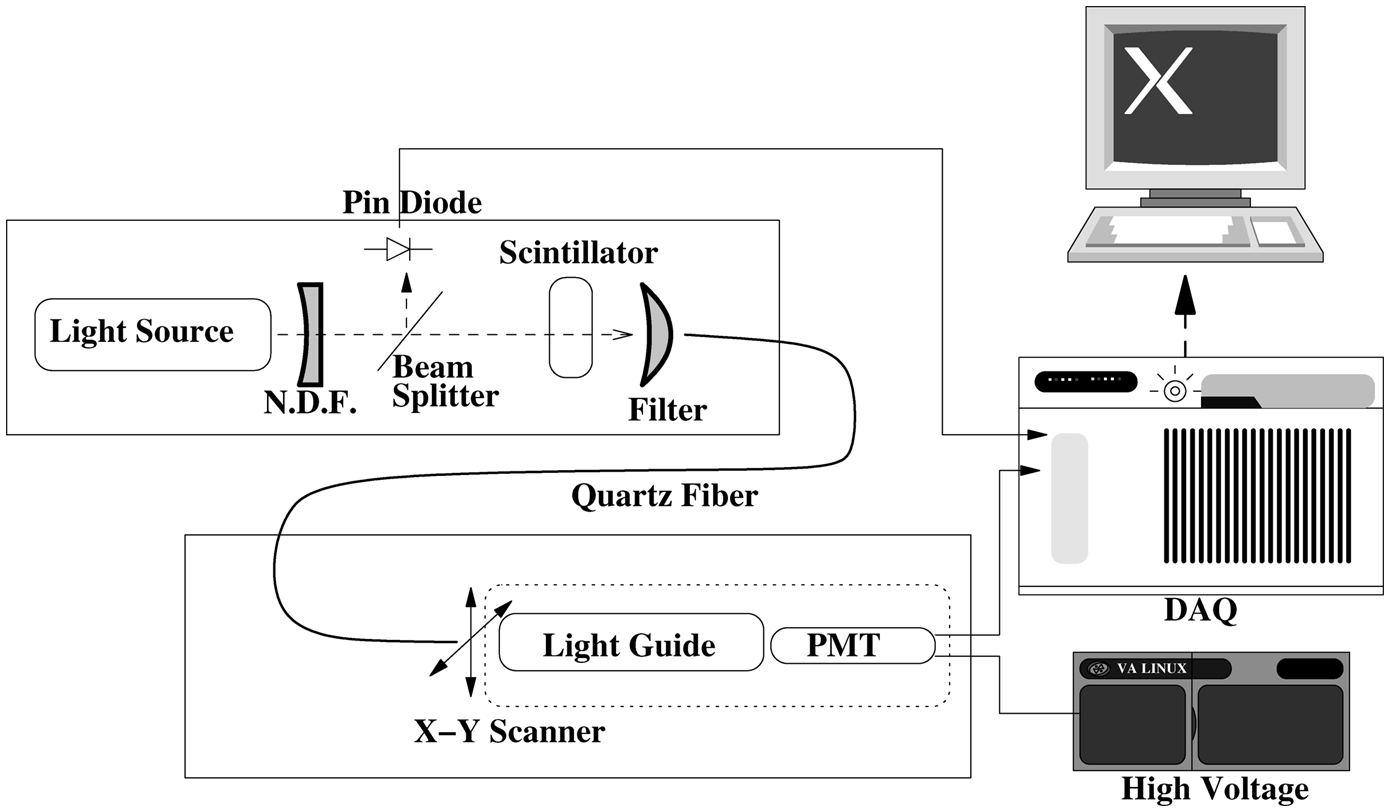 X
Pin Diode
Scintillator
Light Source
Beam
Splitter
N.D.F.
Filter
Quartz Fiber
DAQ
Light Guide
PMT
VA LINUX
X−Y Scanner
High Voltage